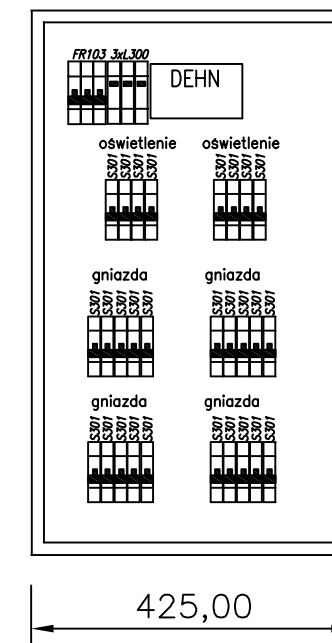 FR103 3xL300
DEHN
oświetlenie oświetlenie
S301 S301 S301 S301 S301 S301 S301 S301
gniazda gniazda
S301 S301 S301 S301 S301 S301 S301 S301 S301 S301
gniazda gniazda
S301 S301 S301 S301 S301 S301 S301 S301 S301 S301
425,00